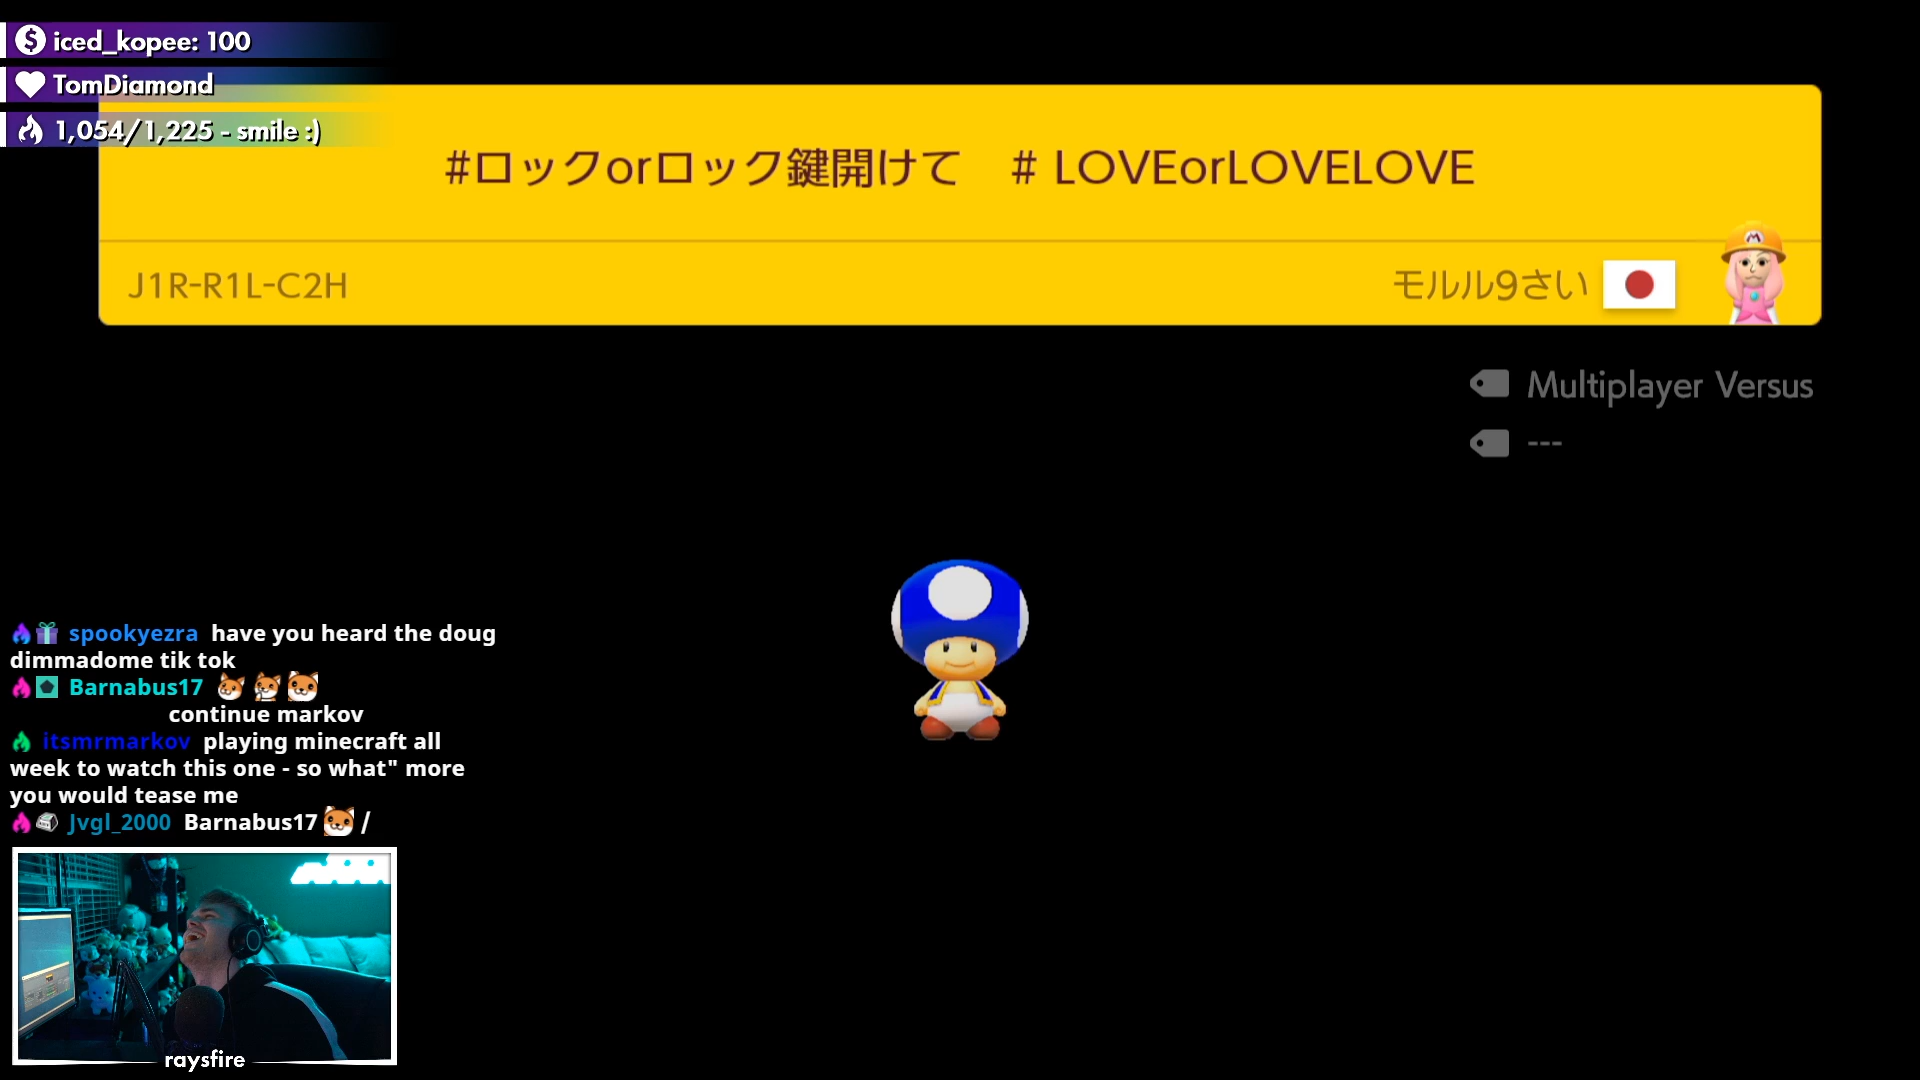 iced_kopee: 100
TomDiamond
1,054/1,225 - smile :)
#ロックorロック鍵開けて　# LOVEorLOVELOVE
J1R-R1L-C2H
モルル9さい
Multiplayer Versus
---
spookyezra have you heard the doug
dimmadome tik tok
Barnabus17
continue markov
itsmrmarkov playing minecraft all
week to watch this one - so what" more
you would tease me
Jvgl_2000 Barnabus17 /
raysfire